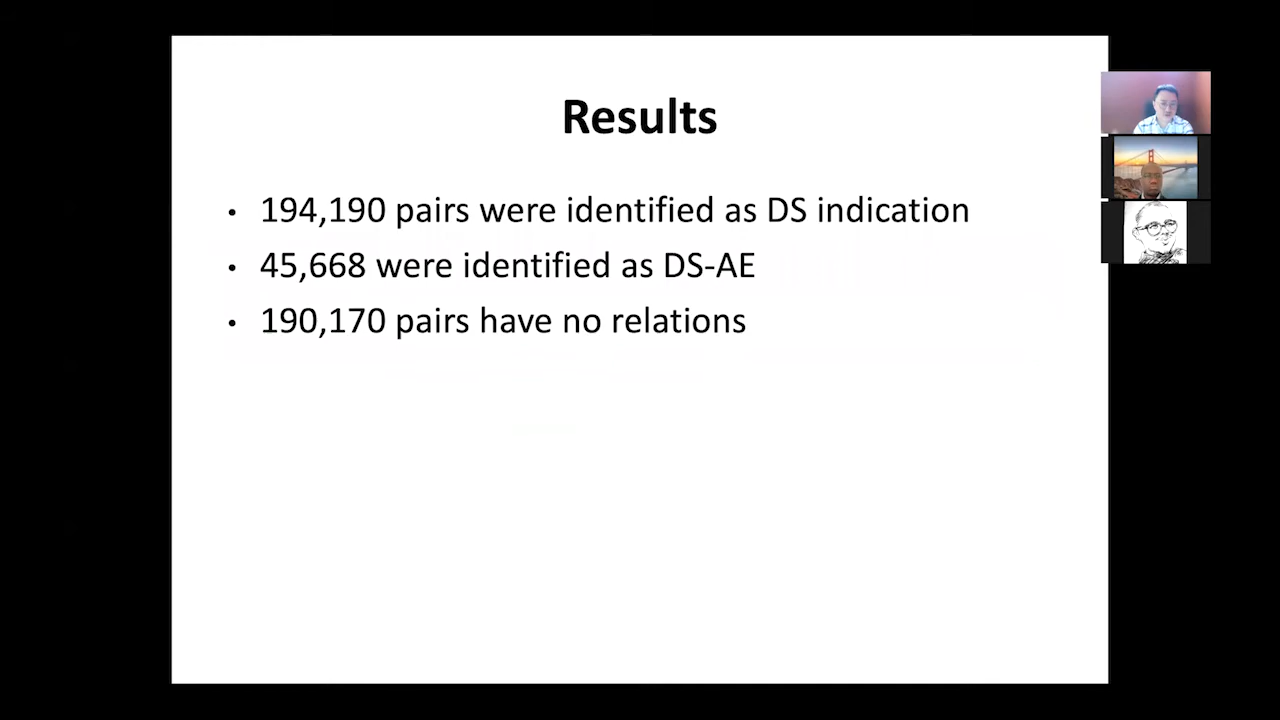 Results
• 194,190 pairs were identified as DS indication
• 45,668 were identified as DS-AE
• 190,170 pairs have no relations